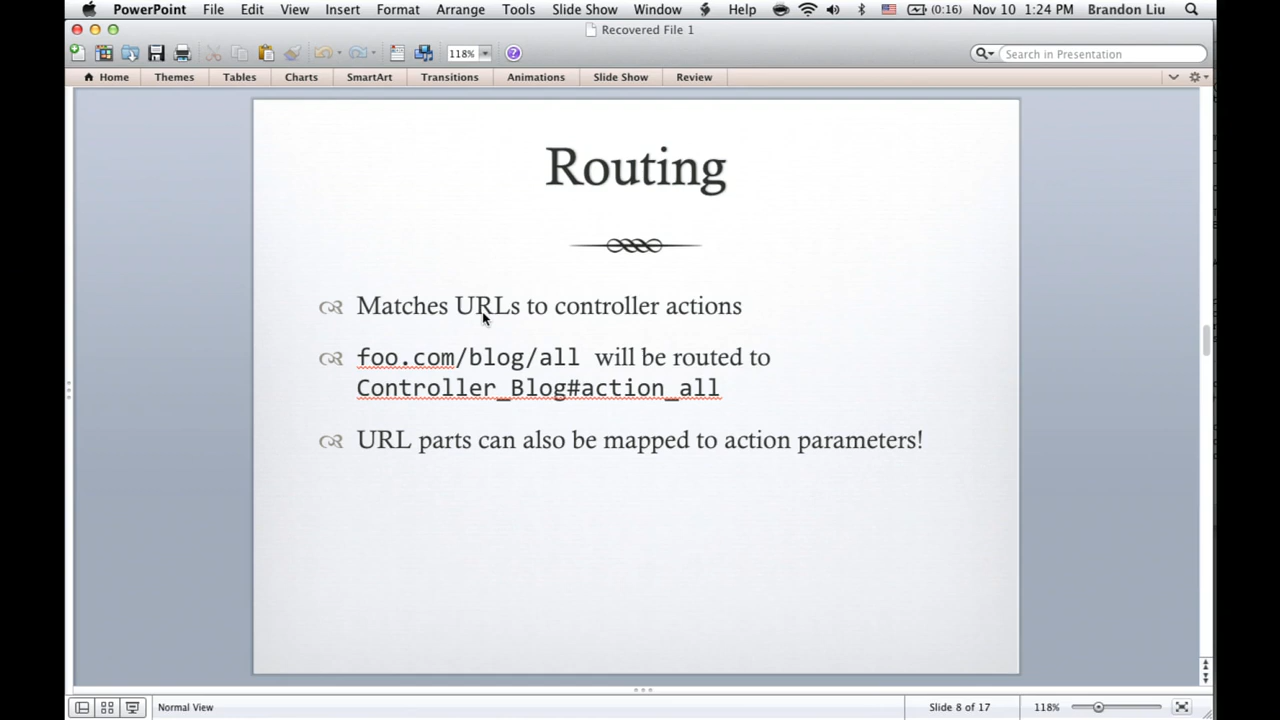 PowerPoint File Edit View Insert Format Arrange Tools Slide Show Window Help (0:16) Nov 10 1:24 PM Brandon Liu
Recovered File 1
118% Search in Presentation
Home Themes Tables Charts SmartArt Transitions Animations Slide Show Review
Routing
Matches URLs to controller actions
foo.com/blog/all will be routed to
Controller_Blog#action_all
URL parts can also be mapped to action parameters!
Normal View Slide 8 of 17 118%